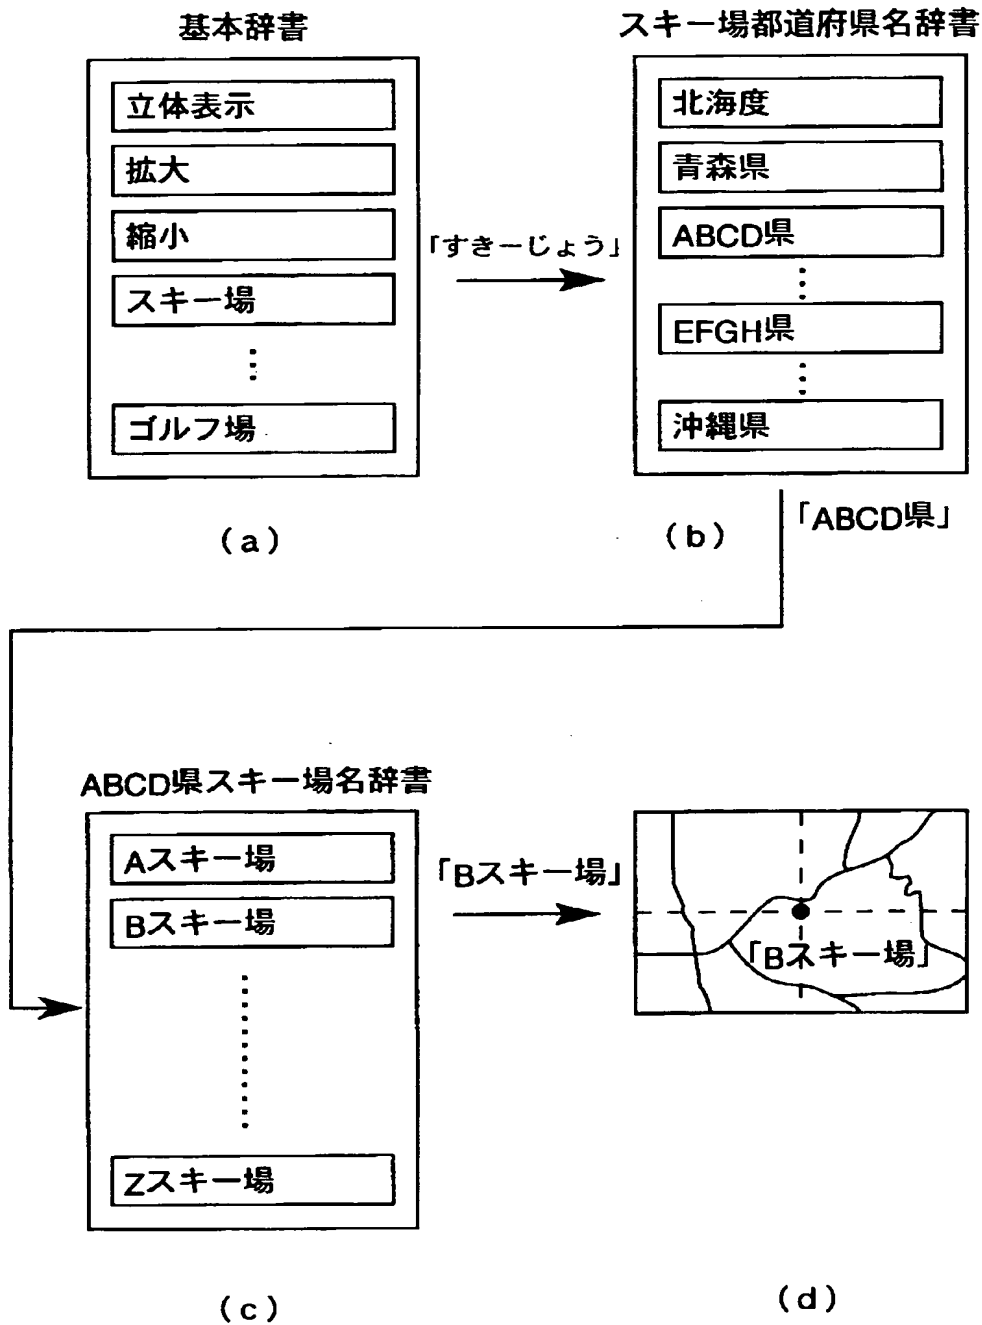 基本辞書
立体表示
拡大
縮小
スキー場
ゴルフ場
(a)
「すきーじょう」
スキー場都道府県名辞書
北海度
青森県
ABCD県
EFGH県
沖縄県
(b)
「ABCD県」
ABCD県スキー場名辞書
Aスキー場
Bスキー場
Zスキー場
(c)
「Bスキー場」
「Bスキー場」
(d)